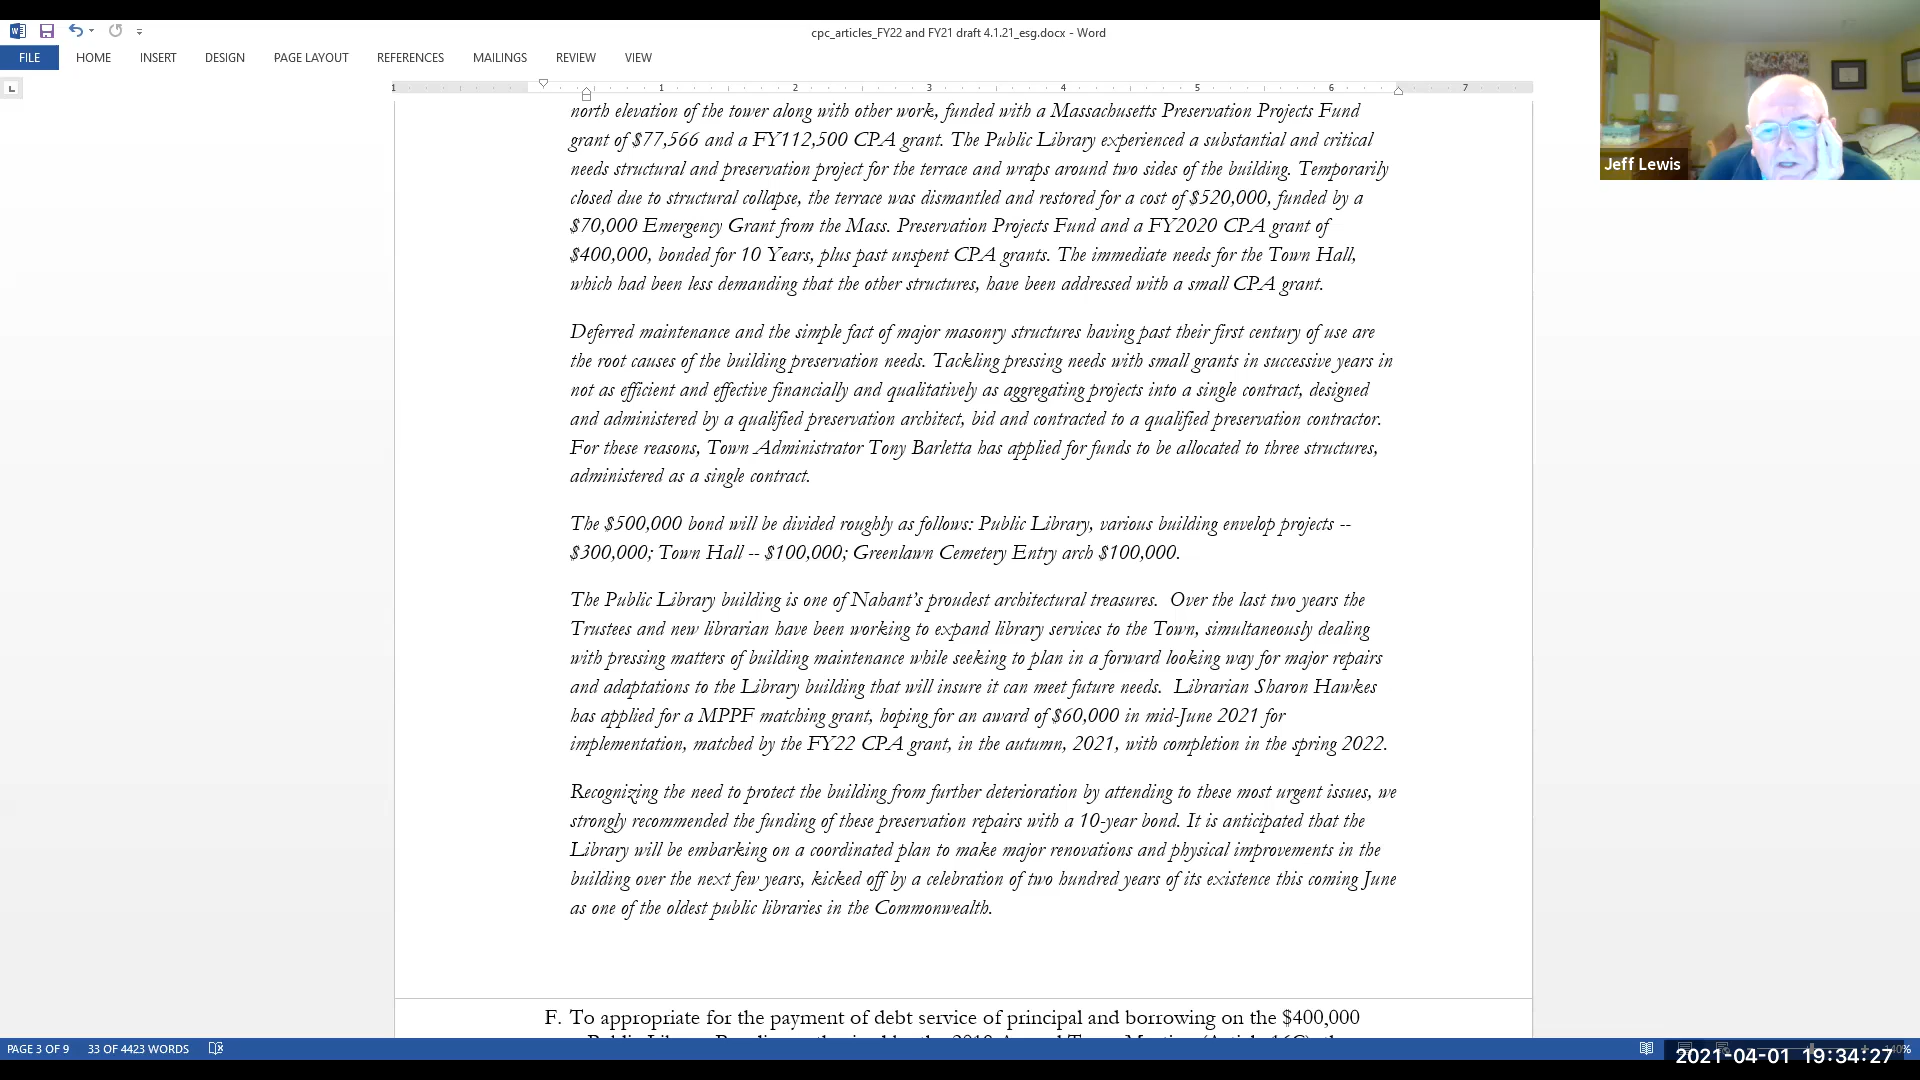 cpc_articles_FY22 and FY21 draft 4.1.21_esg.docx - Word
FILE HOME INSERT DESIGN PAGE LAYOUT REFERENCES MAILINGS REVIEW VIEW
1 1 2 3 4 5 6 7
Jeff Lewis
north elevation of the tower along with other work, funded with a Massachusetts Preservation Projects Fund
grant of $77,566 and a FY112,500 CPA grant. The Public Library experienced a substantial and critical
needs structural and preservation project for the terrace and wraps around two sides of the building. Temporarily
closed due to structural collapse, the terrace was dismantled and restored for a cost of $520,000, funded by a
$70,000 Emergency Grant from the Mass. Preservation Projects Fund and a FY2020 CPA grant of
$400,000, bonded for 10 Years, plus past unspent CPA grants. The immediate needs for the Town Hall,
which had been less demanding that the other structures, have been addressed with a small CPA grant.
Deferred maintenance and the simple fact of major masonry structures having past their first century of use are
the root causes of the building preservation needs. Tackling pressing needs with small grants in successive years in
not as efficient and effective financially and qualitatively as aggregating projects into a single contract, designed
and administered by a qualified preservation architect, bid and contracted to a qualified preservation contractor.
For these reasons, Town Administrator Tony Barletta has applied for funds to be allocated to three structures,
administered as a single contract.
The $500,000 bond will be divided roughly as follows: Public Library, various building envelop projects --
$300,000; Town Hall -- $100,000; Greenlawn Cemetery Entry arch $100,000.
The Public Library building is one of Nahant's proudest architectural treasures. Over the last two years the
Trustees and new librarian have been working to expand library services to the Town, simultaneously dealing
with pressing matters of building maintenance while seeking to plan in a forward looking way for major repairs
and adaptations to the Library building that will insure it can meet future needs. Librarian Sharon Hawkes
has applied for a MPPF matching grant, hoping for an award of $60,000 in mid-June 2021 for
implementation, matched by the FY22 CPA grant, in the autumn, 2021, with completion in the spring 2022.
Recognizing the need to protect the building from further deterioration by attending to these most urgent issues, we
strongly recommended the funding of these preservation repairs with a 10-year bond. It is anticipated that the
Library will be embarking on a coordinated plan to make major renovations and physical improvements in the
building over the next few years, kicked off by a celebration of two hundred years of its existence this coming June
as one of the oldest public libraries in the Commonwealth.
F. To appropriate for the payment of debt service of principal and borrowing on the $400,000
PAGE 3 OF 9 33 OF 4423 WORDS
2021-04-01 19:34:27